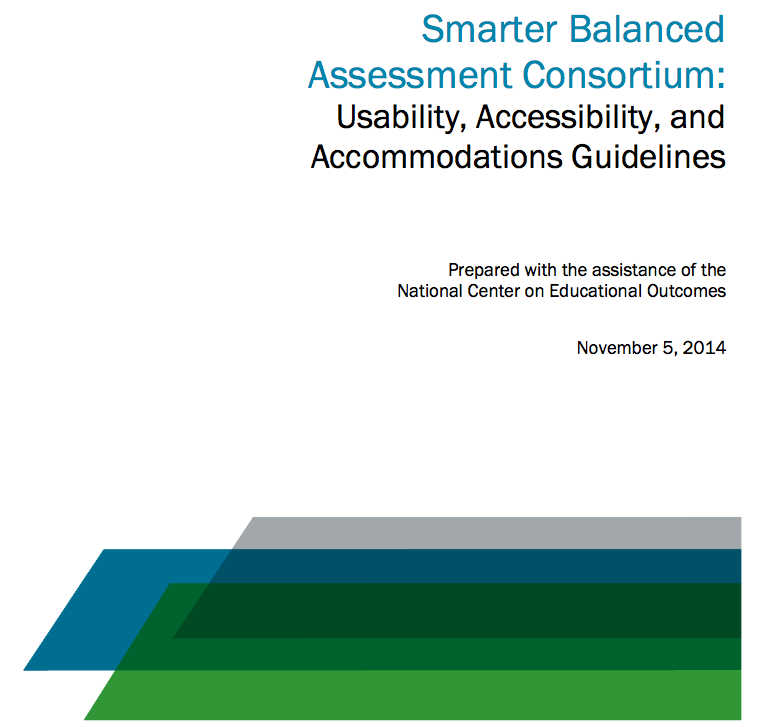 Smarter Balanced
Assessment Consortium:
Usability, Accessibility, and
Accommodations Guidelines
Prepared with the assistance of the
National Center on Educational Outcomes
November 5, 2014